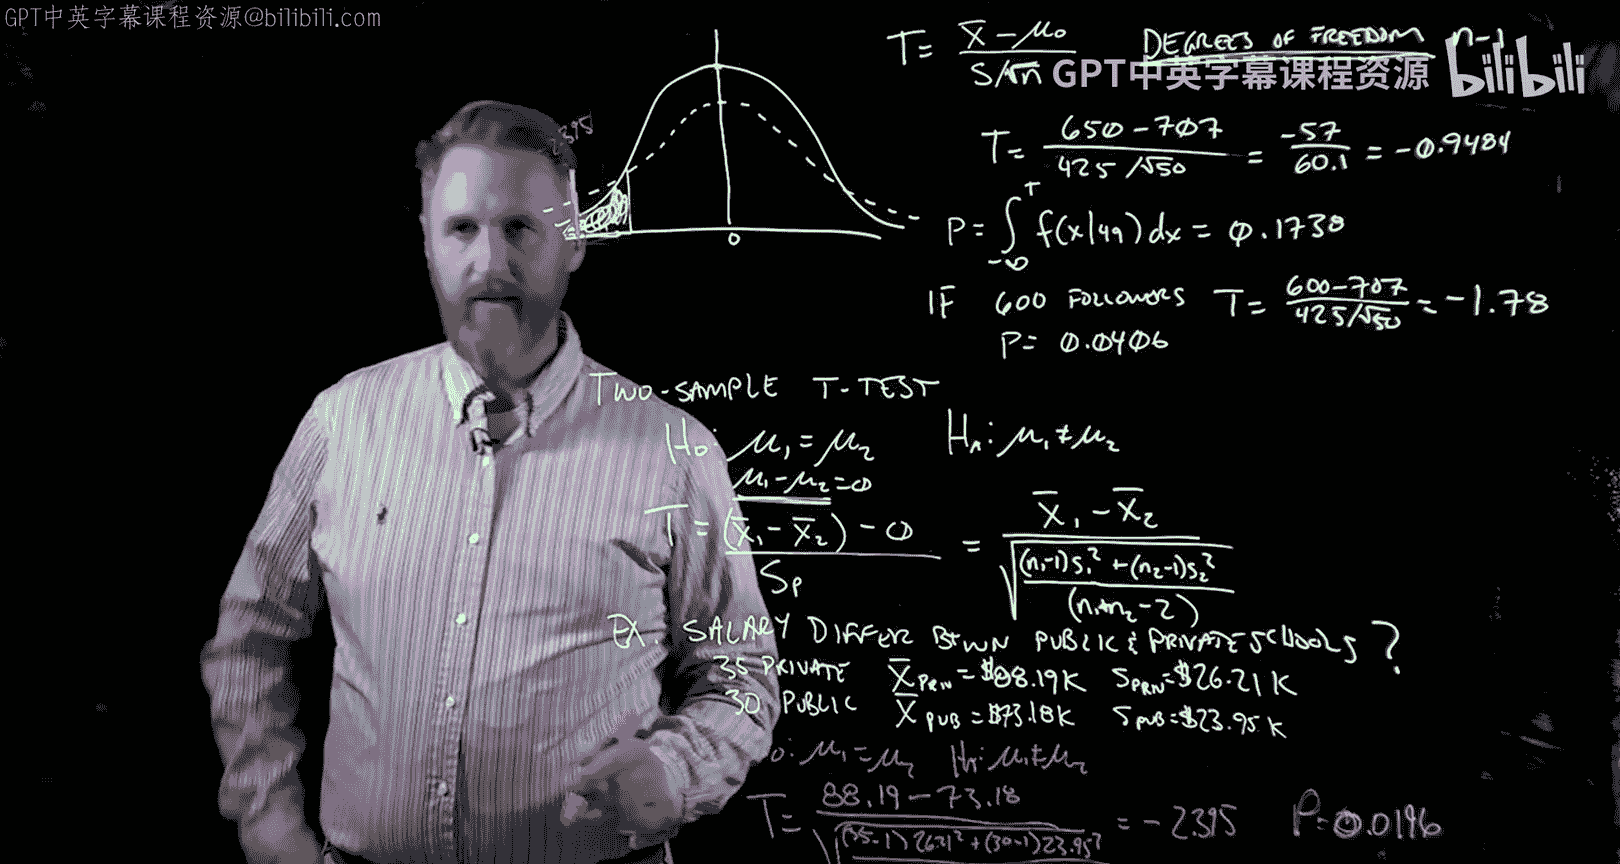 GPT中英字幕课程资源@bilibili.com
T = (X̄ - μ₀) / (S/√n) DEGREES OF FREEDOM n-1
GPT中英字幕课程资源 bilibili
2.395
0
T = (650 - 707) / (425/√50) = -57/60.1 = -0.9484
P = ∫_{-∞}^{T} f(x|49) dx = 0.1738
IF 600 FOLLOWERS T = (600-707) / (425/√50) = -1.78
P = 0.0406
TWO-SAMPLE T-TEST
H₀: μ₁ = μ₂ Hₐ: μ₁ ≠ μ₂
μ₁ - μ₂ = 0
T = ((X̄₁ - X̄₂) - 0) / Sp = (X̄₁ - X̄₂) / √(((n₁-1)s₁² + (n₂-1)s₂²) / (n₁+n₂-2))
EX. SALARY DIFFER BTWN PUBLIC & PRIVATE SCHOOLS?
35 PRIVATE X̄ PRIV = $88.19K S PRIV = $26.21K
30 PUBLIC X̄ PUB = $73.18K S PUB = $23.95K
μ₁ = μ₂ Hₐ: μ₁ ≠ μ₂
T = (88.19 - 73.18) / √((35-1)26.21² + (30-1)23.95² = -2.395 P = 0.0196